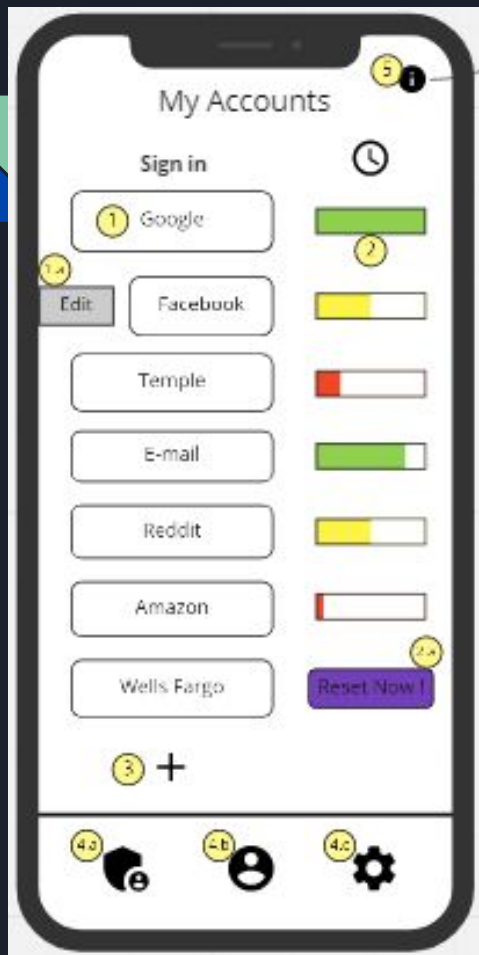 5
My Accounts
Sign in
1 Google
2
1.a
Edit Facebook
Temple
E-mail
Reddit
Amazon
2.a
Wells Fargo Reset Now !
3 +
4.a 4.b 4.c